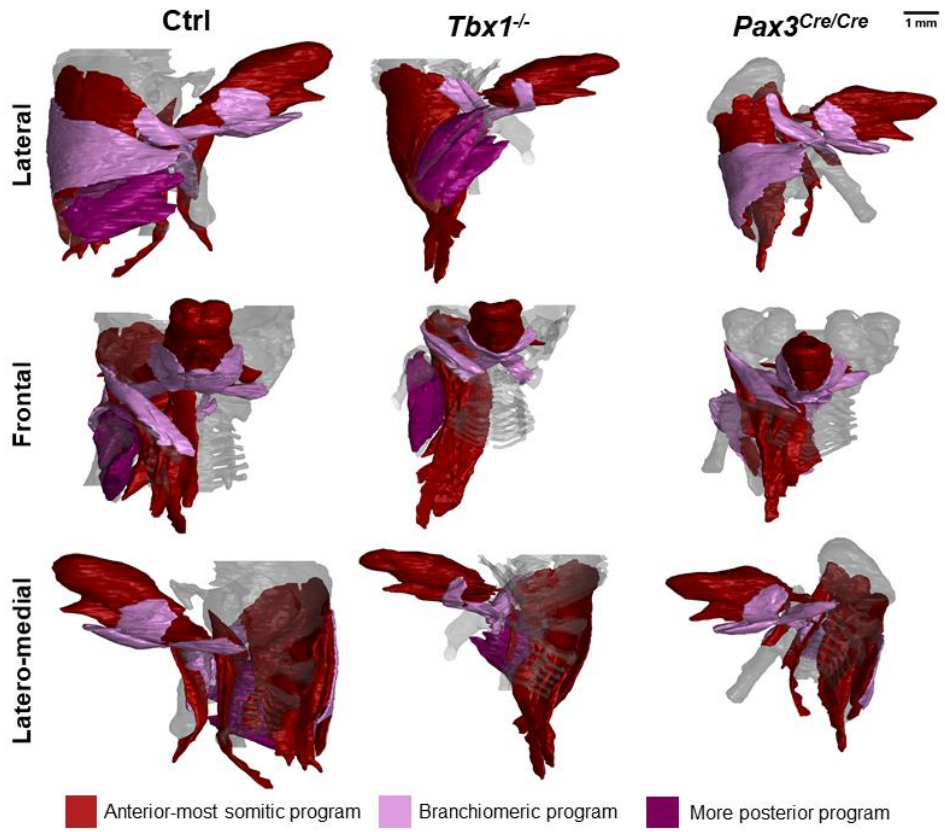 Ctrl
Tbx1-/-
Pax3Cre/Cre
1 mm
Lateral
Frontal
Latero-medial
Anterior-most somitic program
Branchiomeric program
More posterior program